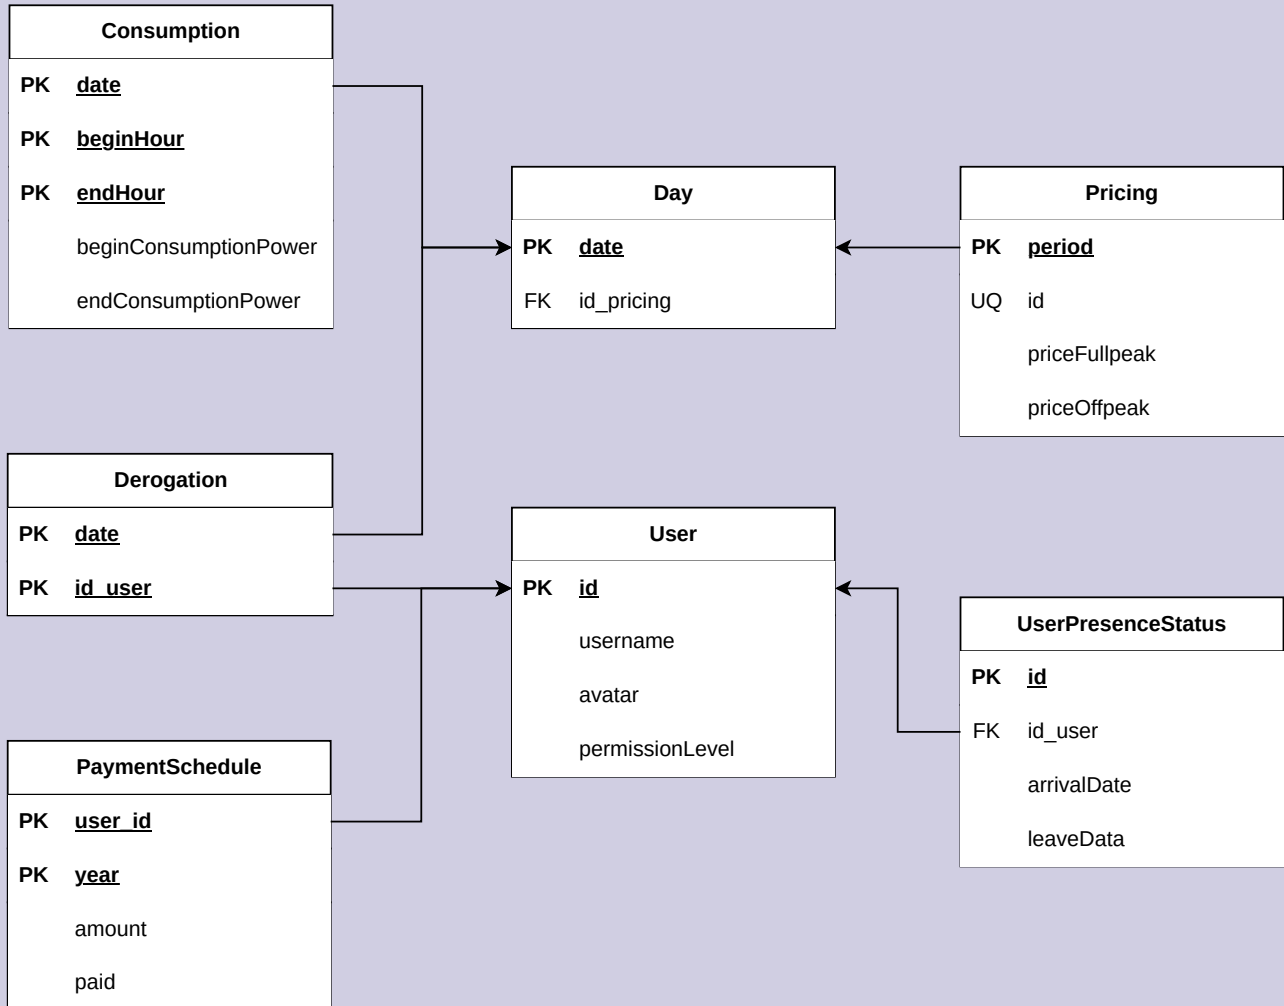 Consumption
PK date
PK beginHour
PK endHour
beginConsumptionPower
endConsumptionPower
Day
PK date
FK id_pricing
Pricing
PK period
UQ id
priceFullpeak
priceOffpeak
Derogation
PK date
PK id_user
User
PK id
username
avatar
permissionLevel
UserPresenceStatus
PK id
FK id_user
arrivalDate
leaveData
PaymentSchedule
PK user_id
PK year
amount
paid